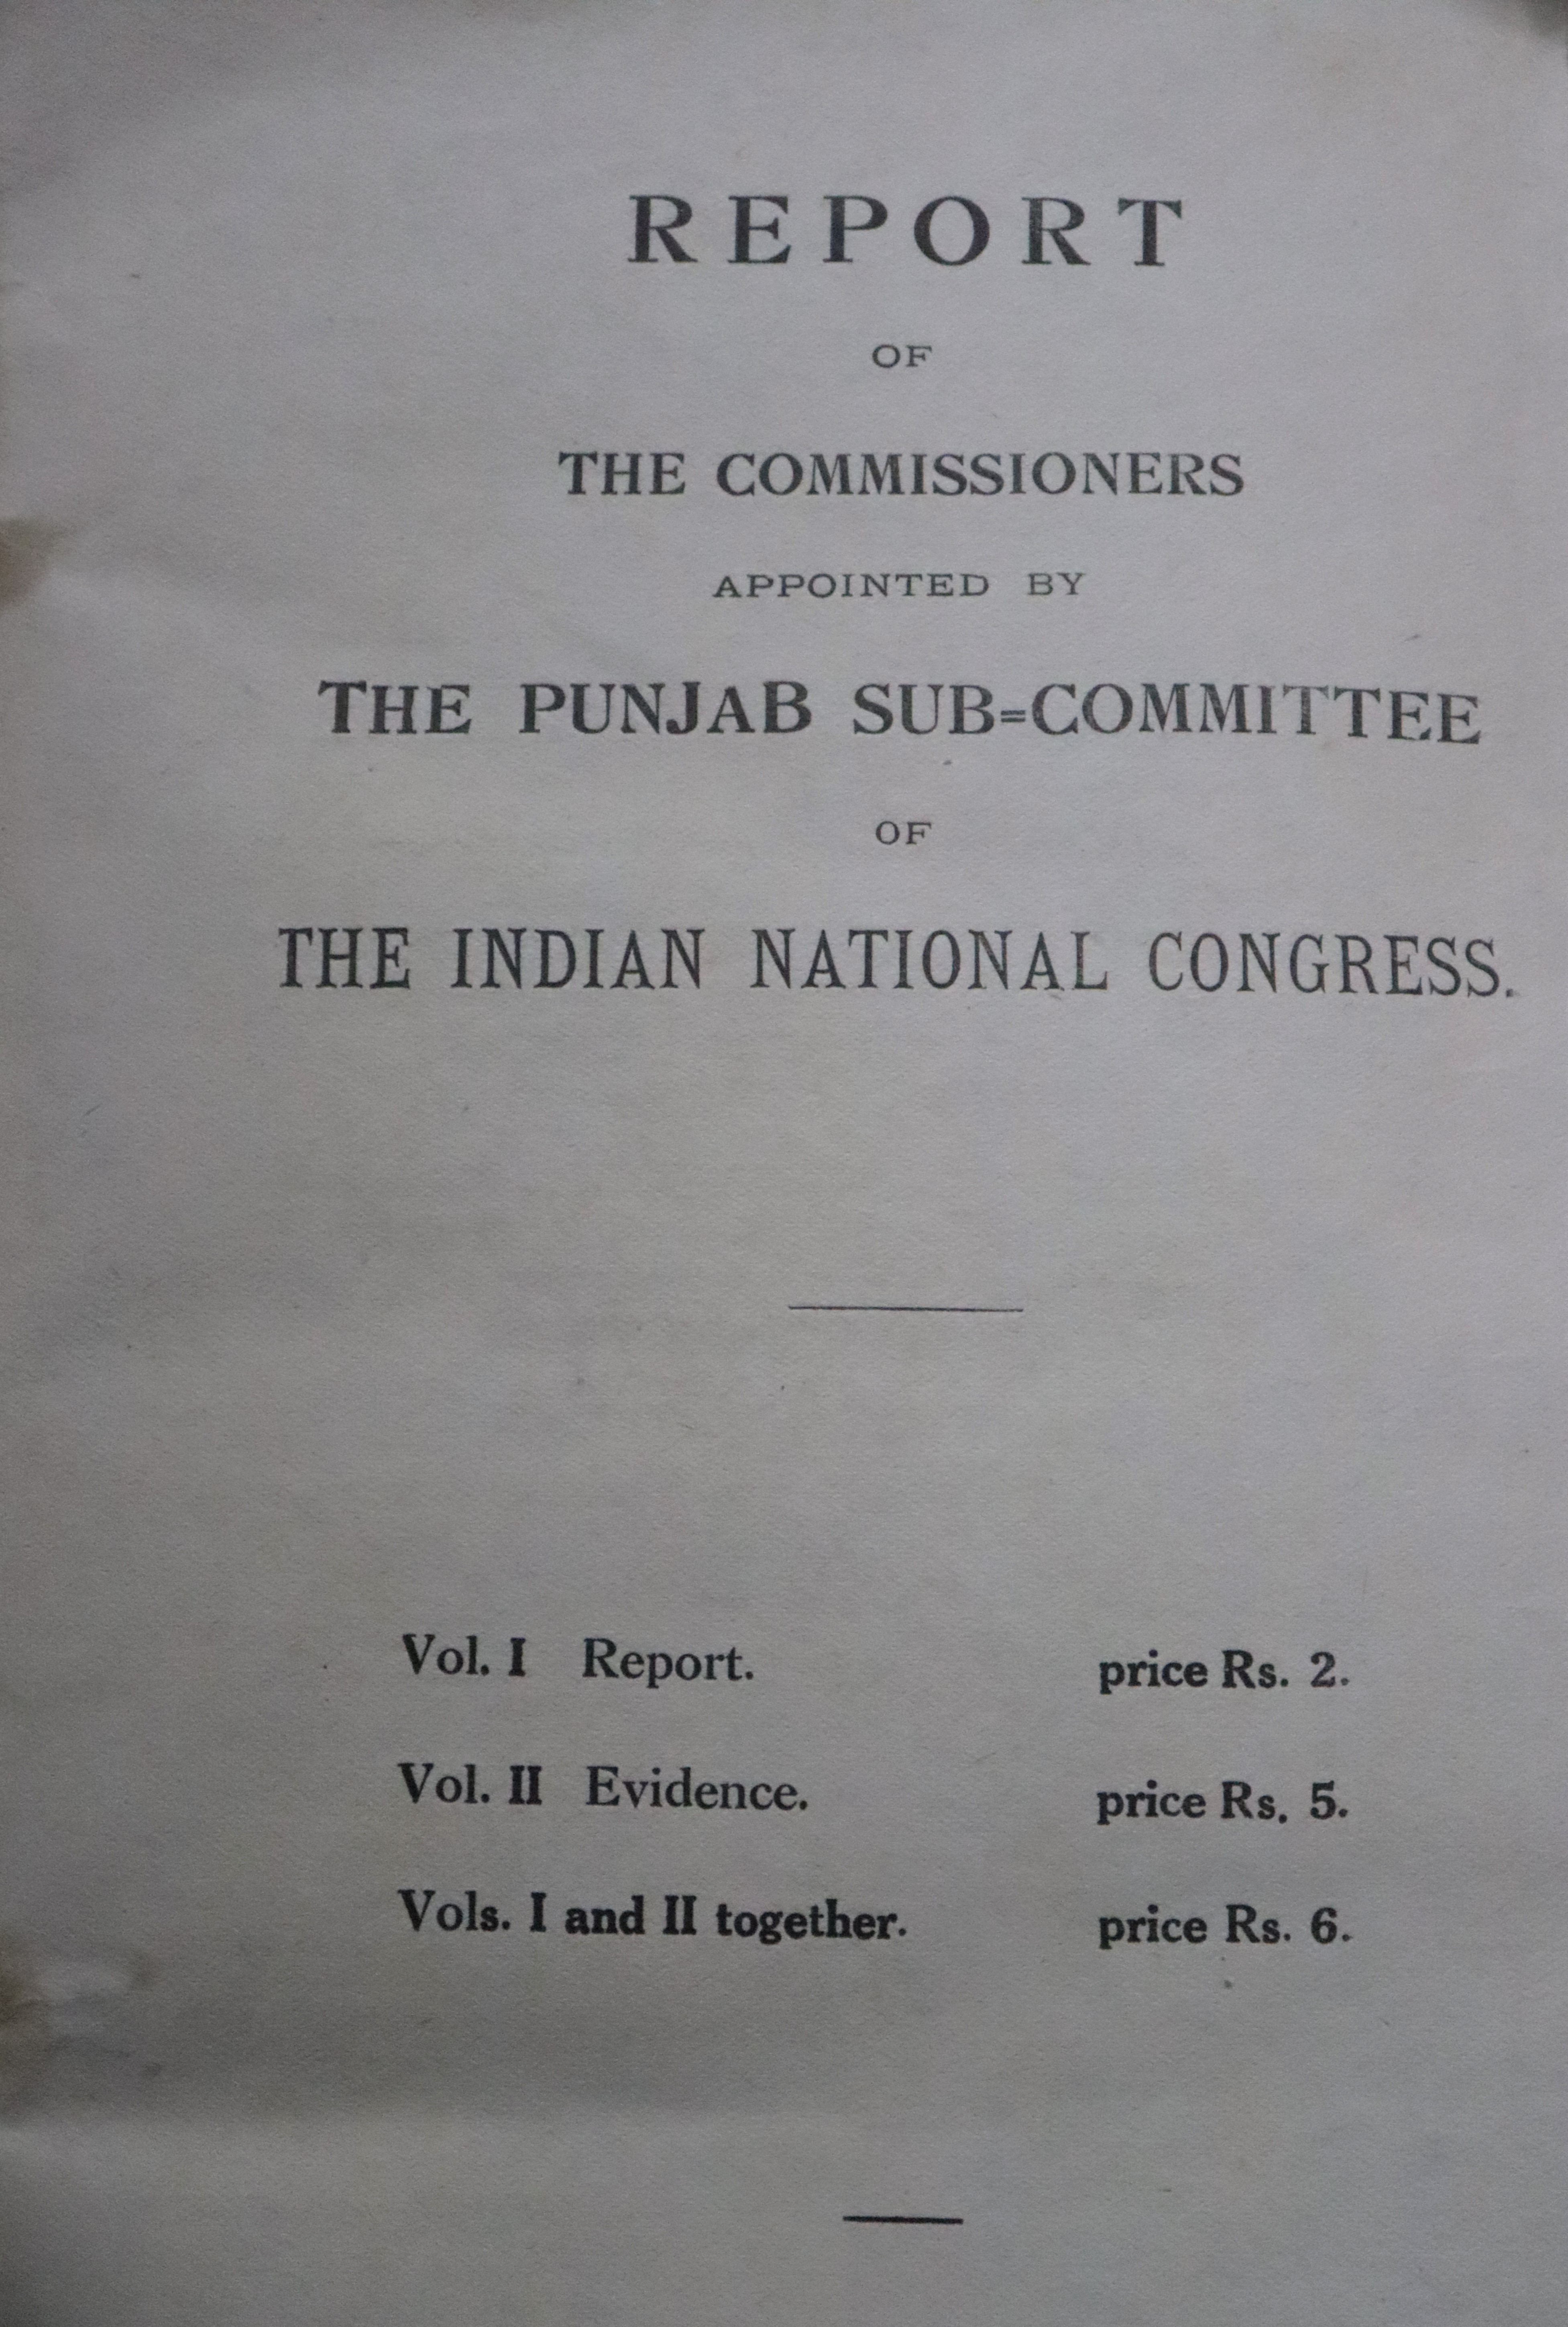 REPORT
OF
THE COMMISSIONERS
APPOINTED BY
THE PUNJAB SUB=COMMITTEE
OF
THE INDIAN NATIONAL CONGRESS.
Vol. I Report. price Rs. 2.
Vol. II Evidence. price Rs. 5.
Vols. I and II together. price Rs. 6.